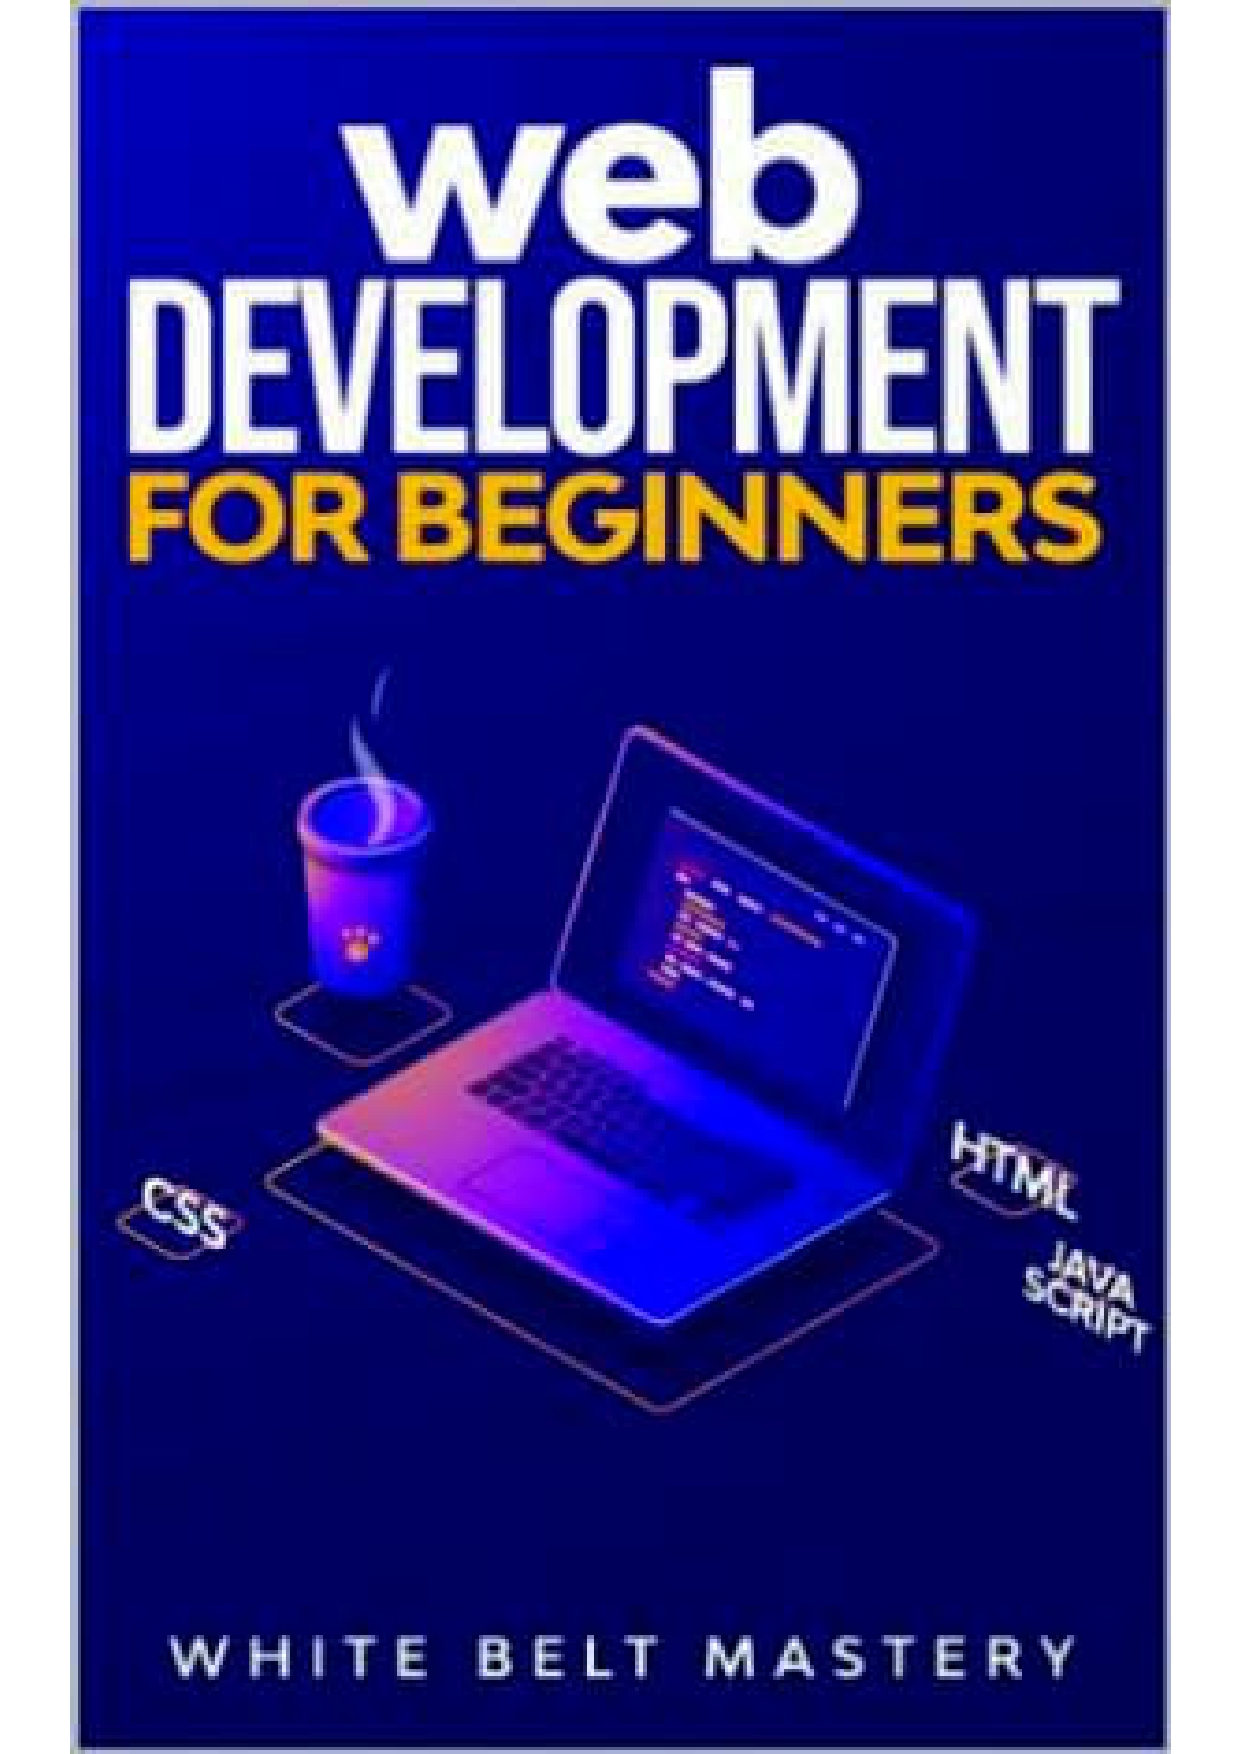 web
DEVELOPMENT
FOR BEGINNERS
CSS
HTML
JAVA
SCRIPT
WHITE BELT MASTERY